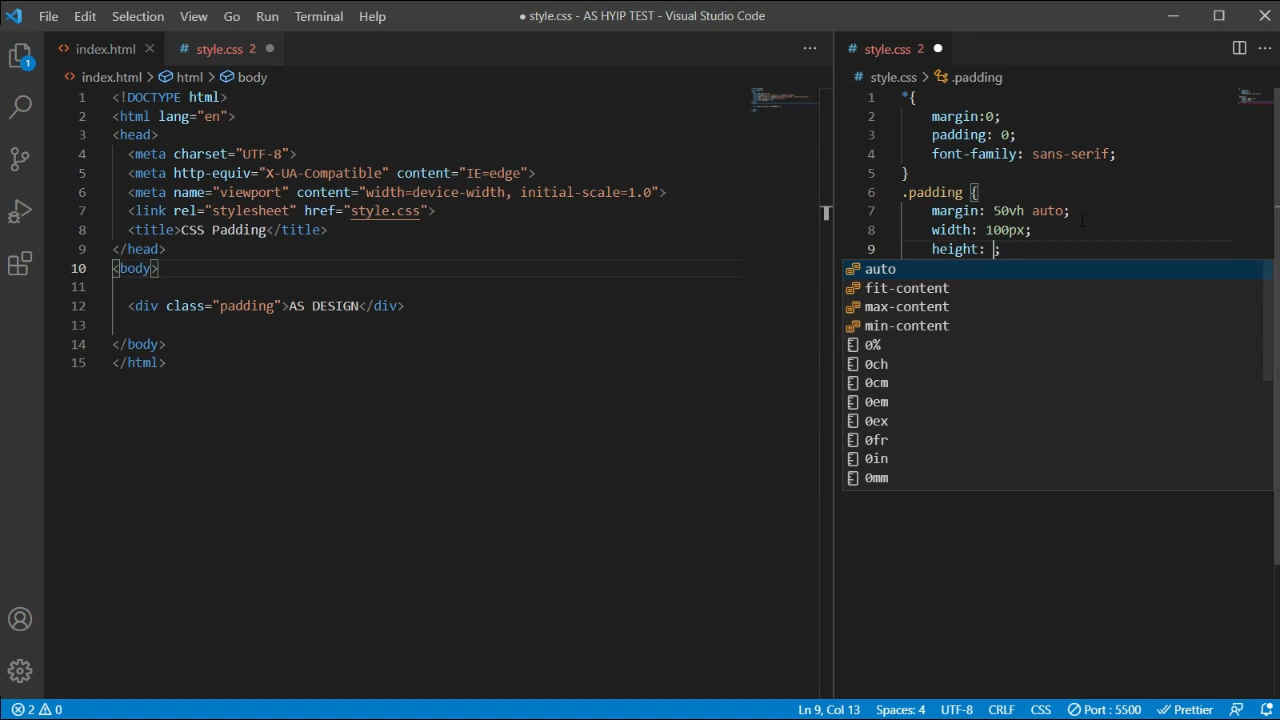 File Edit Selection View Go Run Terminal Help
● style.css - AS HYIP TEST - Visual Studio Code
1
index.html
# style.css 2
index.html > html > body
1 <!DOCTYPE html>
2 <html lang="en">
3 <head>
4 <meta charset="UTF-8">
5 <meta http-equiv="X-UA-Compatible" content="IE=edge">
6 <meta name="viewport" content="width=device-width, initial-scale=1.0">
7 <link rel="stylesheet" href="style.css">
8 <title>CSS Padding</title>
9 </head>
10 <body>
11
12 <div class="padding">AS DESIGN</div>
13
14 </body>
15 </html>
# style.css 2
# style.css > .padding
1 *{
2 margin:0;
3 padding: 0;
4 font-family: sans-serif;
5 }
6 .padding {
7 margin: 50vh auto;
8 width: 100px;
9 height: ;
auto
fit-content
max-content
min-content
0%
0ch
0cm
0em
0ex
0fr
0in
0mm
2 0
Ln 9, Col 13 Spaces: 4 UTF-8 CRLF CSS Port : 5500 Prettier